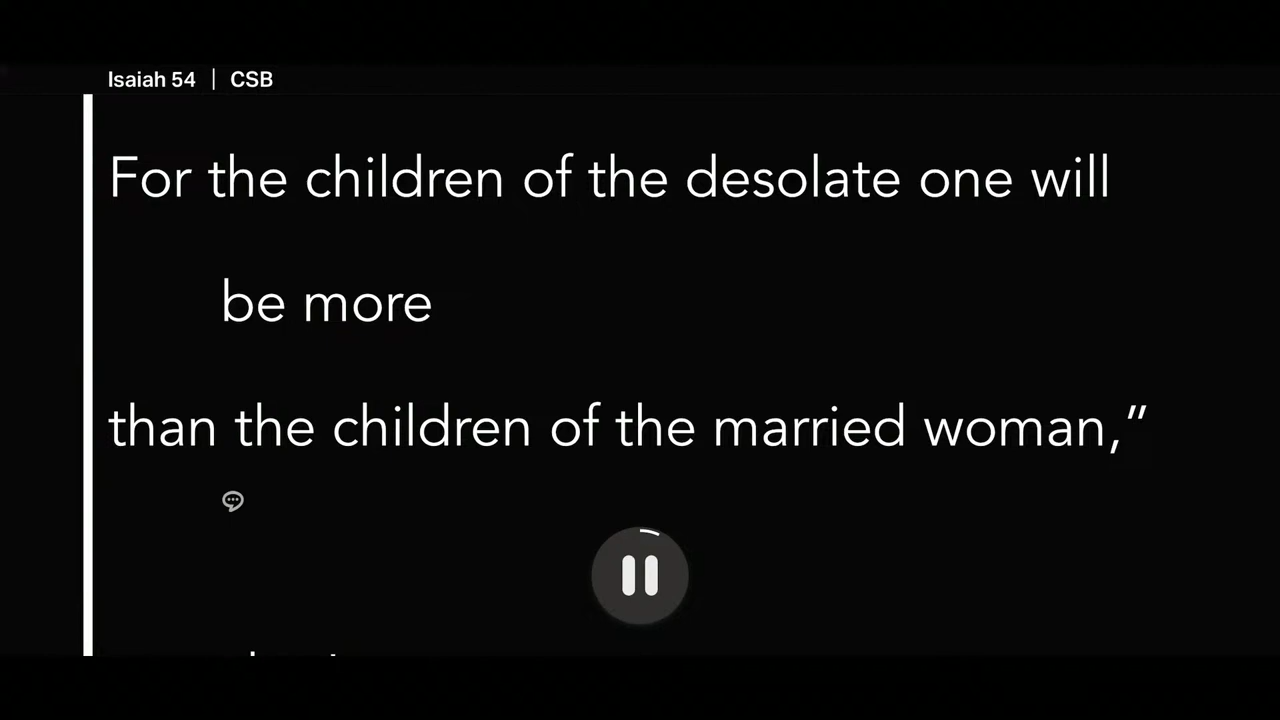 Isaiah 54 | CSB
For the children of the desolate one will
be more
than the children of the married woman,”